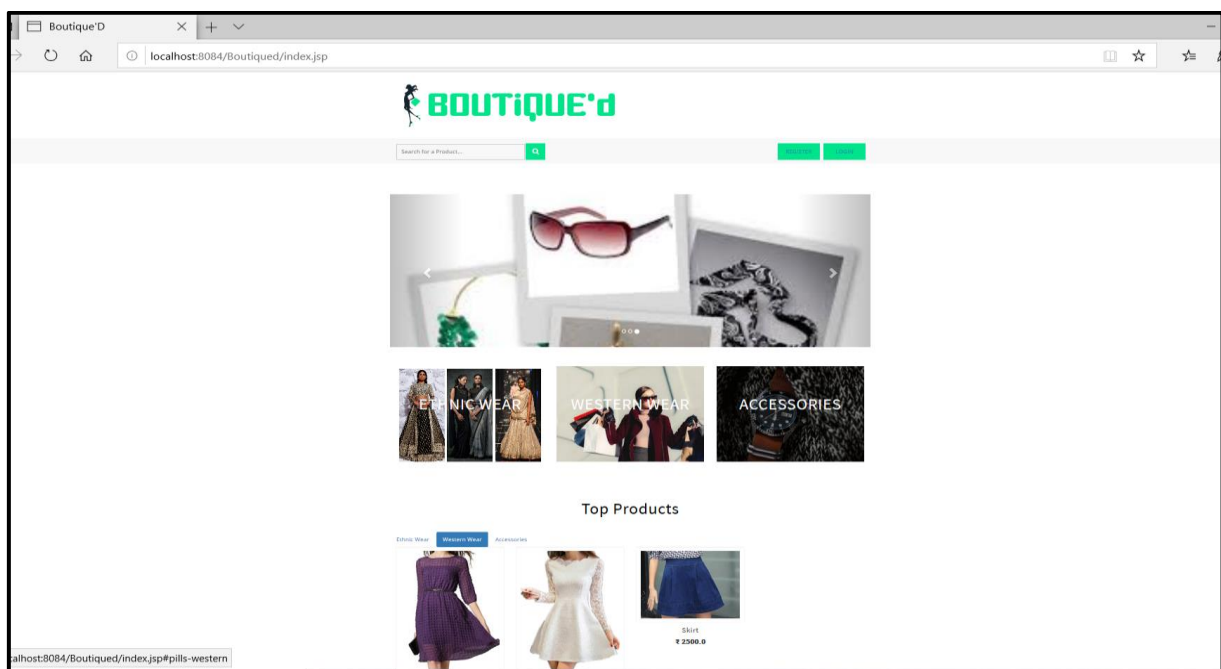 Boutique'D
localhost:8084/Boutiqued/index.jsp
BOUTiQUE'd
Search for a Product...
LOGIN
ETHNIC WEAR
WESTERN WEAR
ACCESSORIES
Top Products
Ethnic Wear Western Wear Accessories
Skirt
₹ 2500.0
alhost:8084/Boutiqued/index.jsp#pills-western